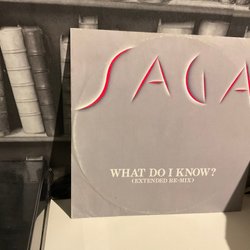 SAGA
WHAT DO I KNOW?
(EXTENDED RE-MIX)